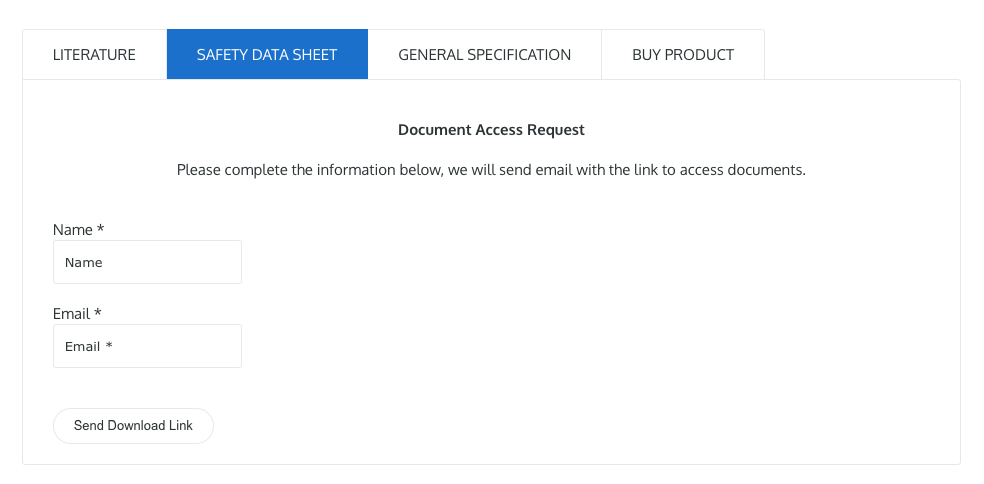 LITERATURE
SAFETY DATA SHEET
GENERAL SPECIFICATION
BUY PRODUCT
Document Access Request
Please complete the information below, we will send email with the link to access documents.
Name *
Name
Email *
Email *
Send Download Link